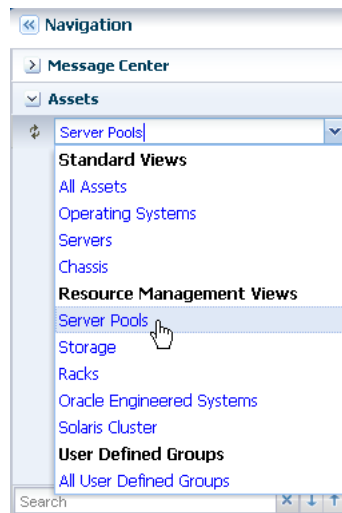 Navigation
Message Center
Assets
Server Pools
Standard Views
All Assets
Operating Systems
Servers
Chassis
Resource Management Views
Server Pools
Storage
Racks
Oracle Engineered Systems
Solaris Cluster
User Defined Groups
All User Defined Groups
Search